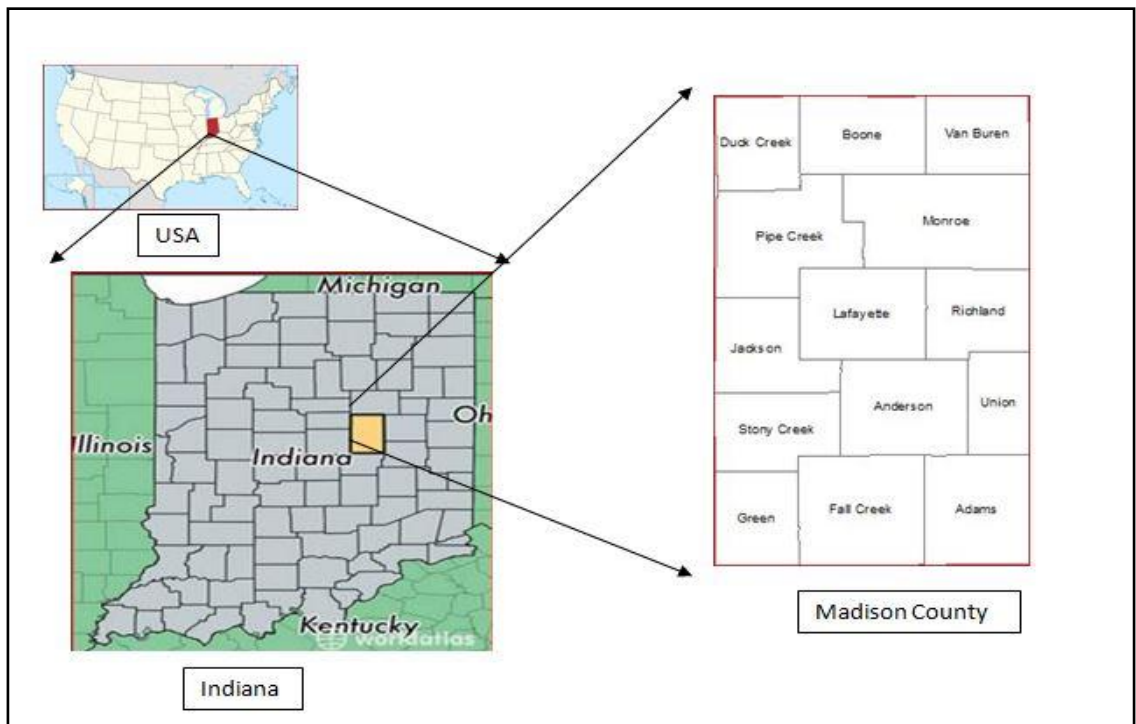 USA
Michigan
Illinois
Indiana
Oh
Kentucky
worldatlas
Indiana
Duck Creek
Boone
Van Buren
Pipe Creek
Monroe
Lafayette
Richland
Jackson
Anderson
Union
Stony Creek
Green
Fall Creek
Adams
Madison County